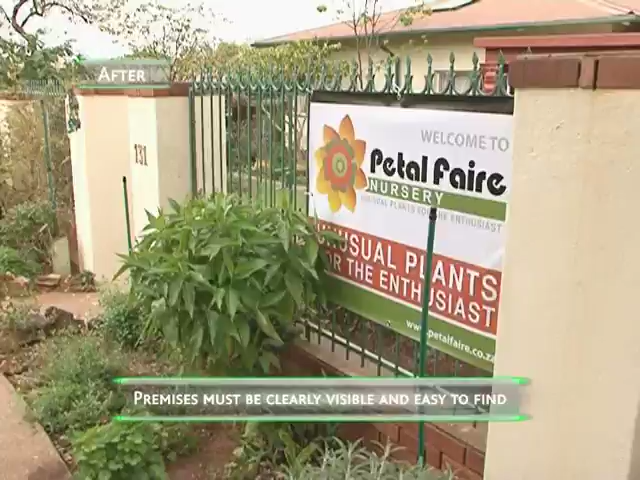 AFTER
131
WELCOME TO
Petal Faire
NURSERY
UNUSUAL PLANTS FOR THE ENTHUSIAST
UNUSUAL PLANTS
FOR THE ENTHUSIAST
www.petalfaire.co.za
PREMISES MUST BE CLEARLY VISIBLE AND EASY TO FIND